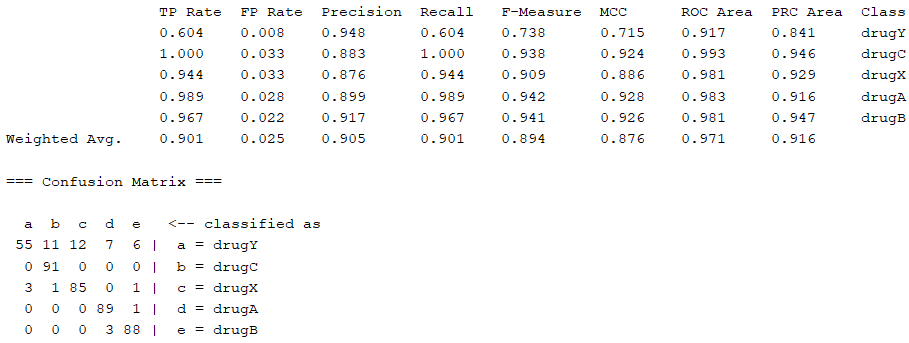 TP Rate  FP Rate  Precision  Recall   F-Measure  MCC      ROC Area  PRC Area  Class
0.604    0.008    0.948      0.604    0.738      0.715    0.917     0.841     drugY
1.000    0.033    0.883      1.000    0.938      0.924    0.993     0.946     drugC
0.944    0.033    0.876      0.944    0.909      0.886    0.981     0.929     drugX
0.989    0.028    0.899      0.989    0.942      0.928    0.983     0.916     drugA
0.967    0.022    0.917      0.967    0.941      0.926    0.981     0.947     drugB
Weighted Avg.    0.901    0.025    0.905      0.901    0.894      0.876    0.971     0.916
=== Confusion Matrix ===
a  b  c  d  e   <-- classified as
55 11 12  7  6 |  a = drugY
0 91  0  0  0 |  b = drugC
3  1 85  0  1 |  c = drugX
0  0  0 89  1 |  d = drugA
0  0  0  3 88 |  e = drugB